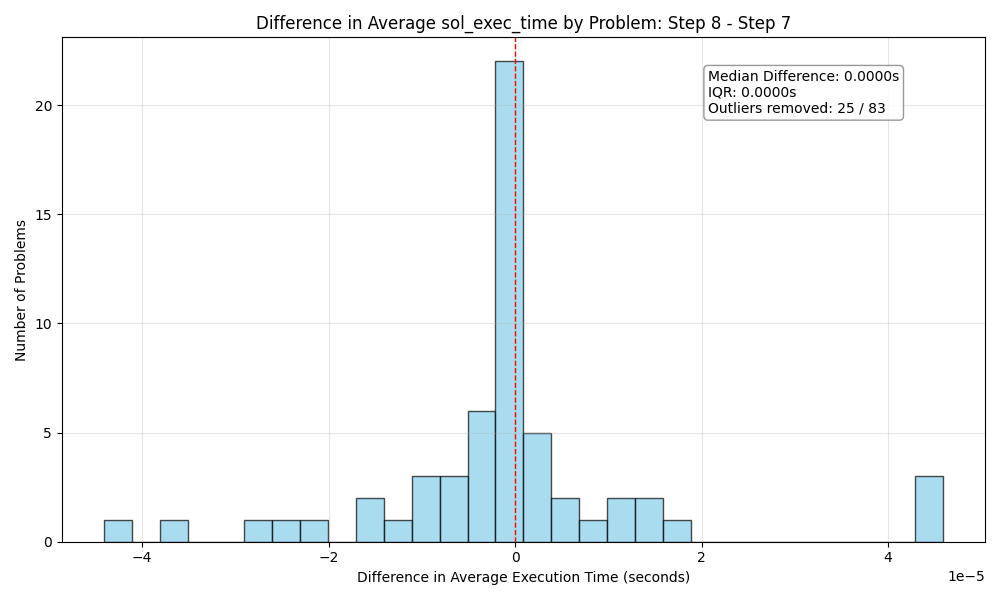 Difference in Average sol_exec_time by Problem: Step 8 - Step 7
Median Difference: 0.0000s
IQR: 0.0000s
Outliers removed: 25 / 83
Number of Problems
20
15
10
5
0
−4
−2
0
2
4
1e−5
Difference in Average Execution Time (seconds)